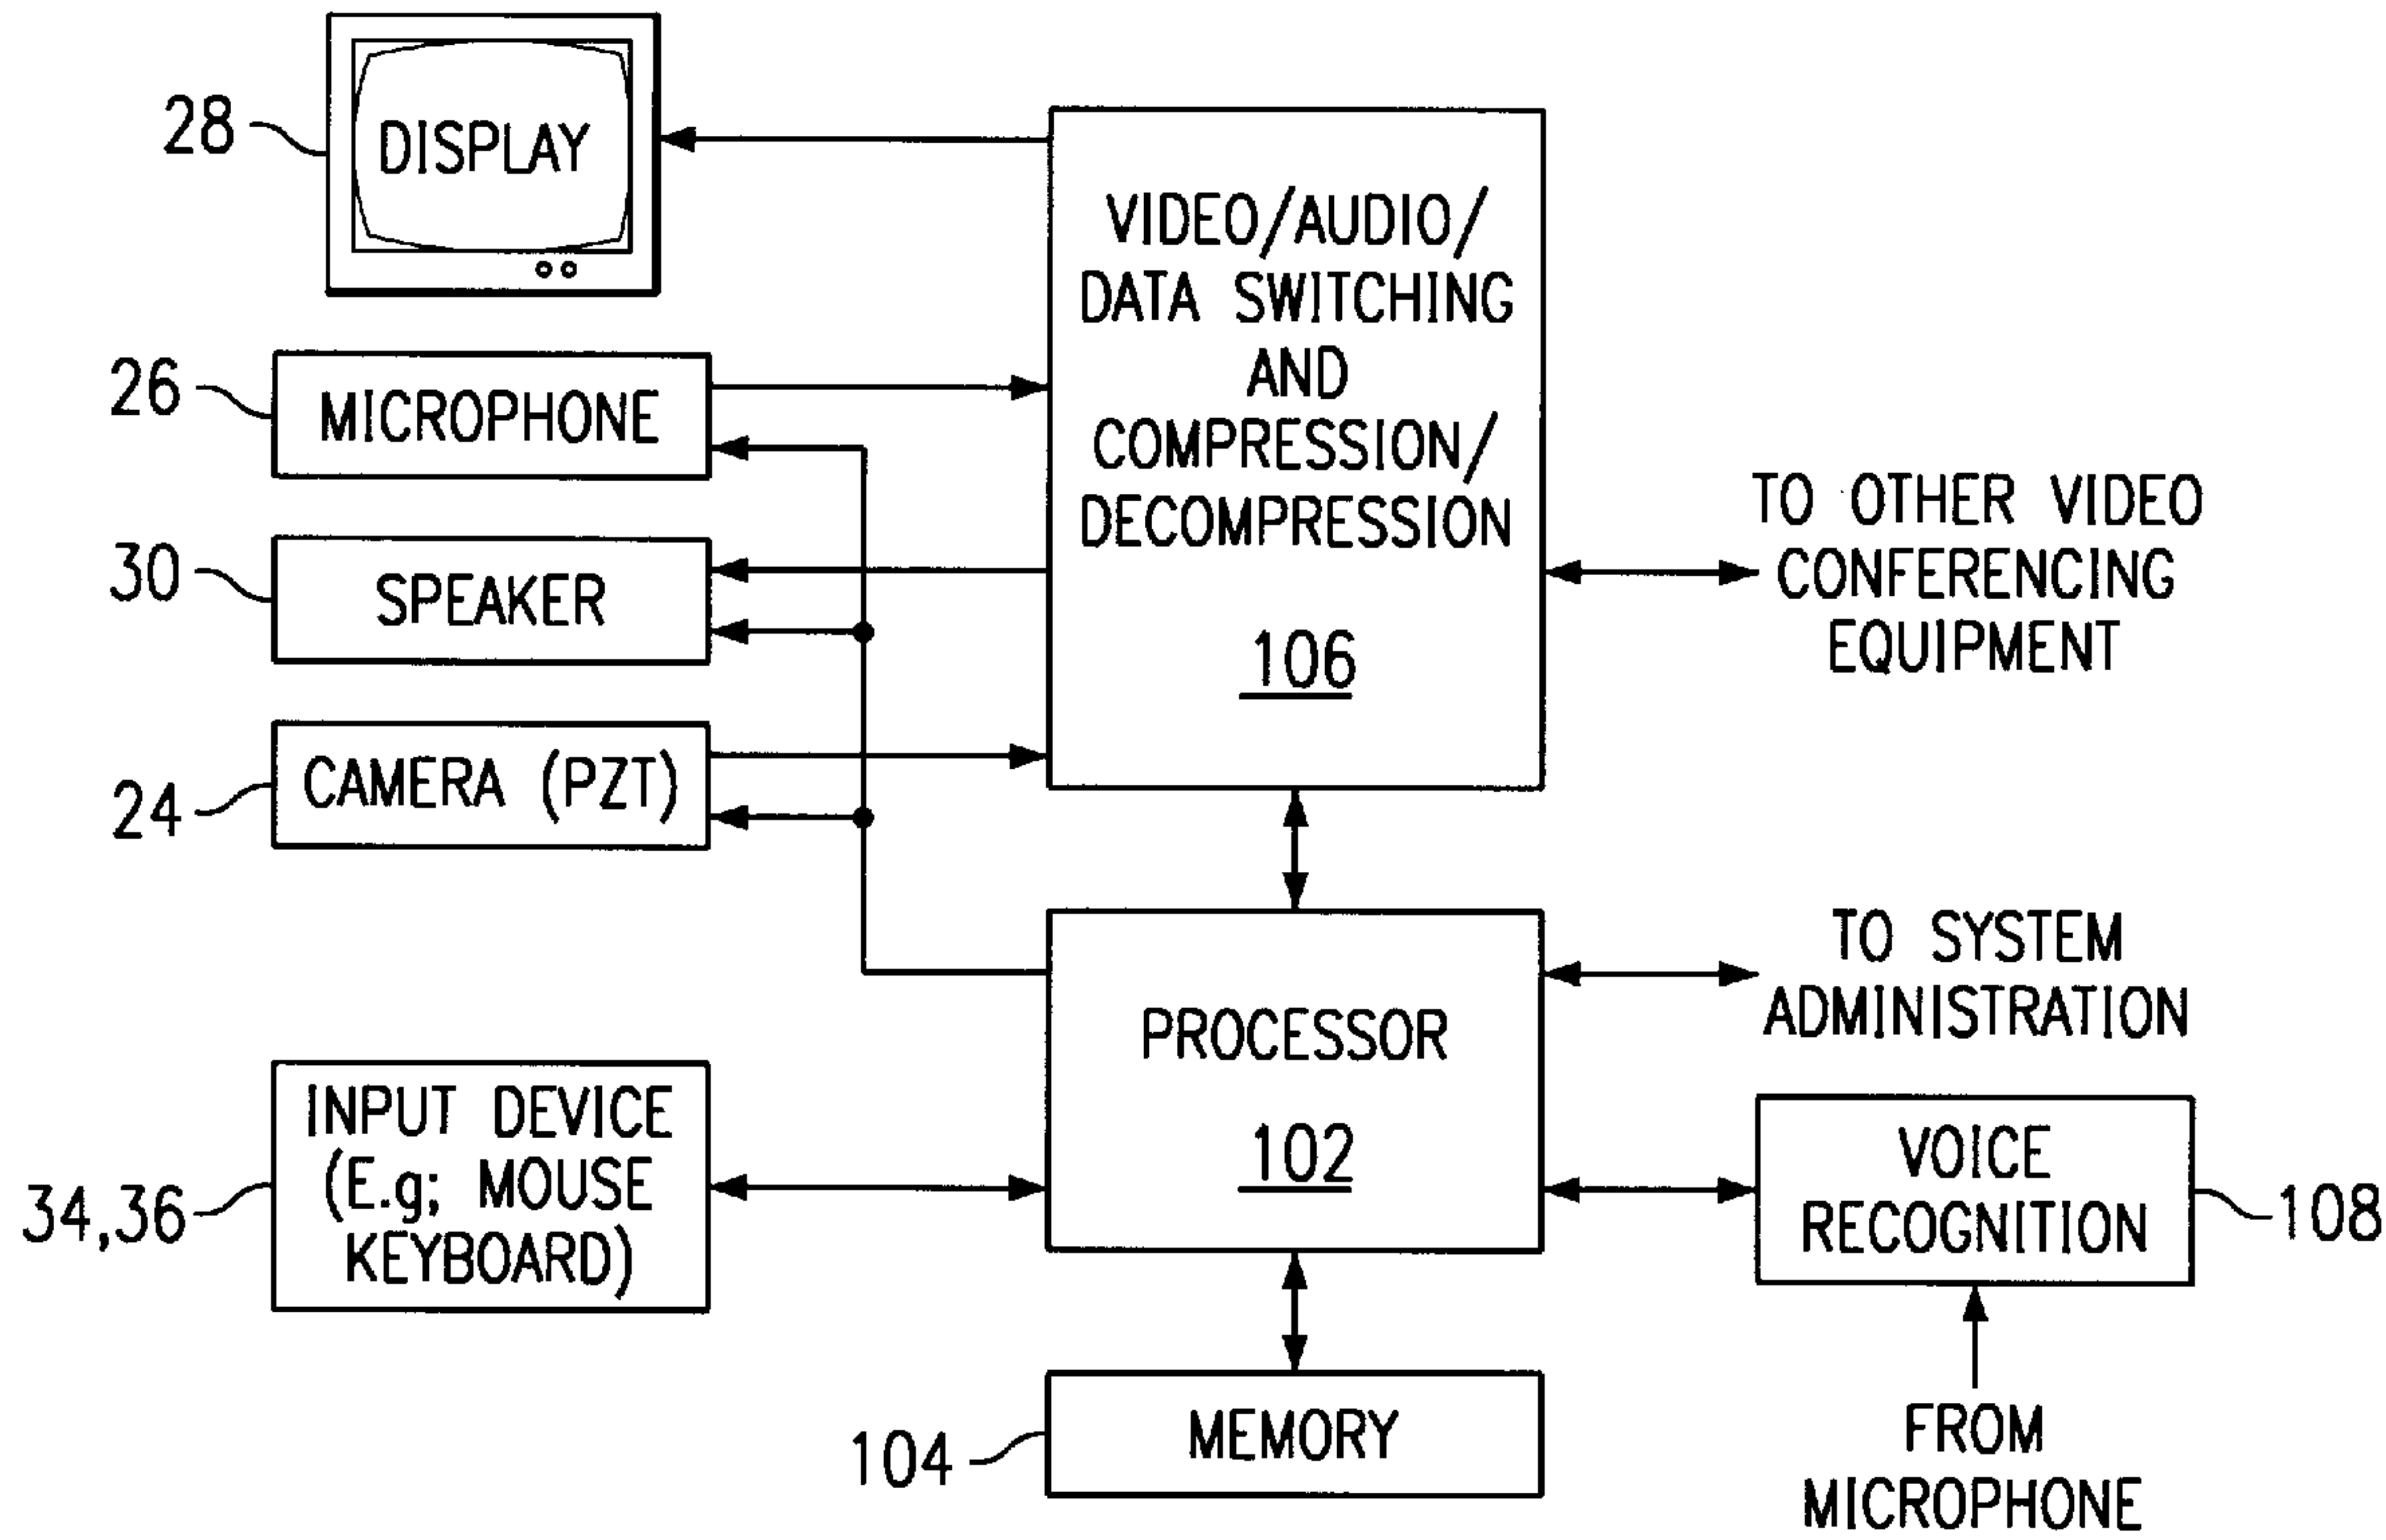 28
DISPLAY
VIDEO/AUDIO/
DATA SWITCHING
AND
COMPRESSION/
DECOMPRESSION
106
26
MICROPHONE
30
SPEAKER
24
CAMERA (PZT)
TO OTHER VIDEO
CONFERENCING
EQUIPMENT
PROCESSOR
102
TO SYSTEM
ADMINISTRATION
34,36
INPUT DEVICE
(E.g; MOUSE
KEYBOARD)
VOICE
RECOGNITION
108
104
MEMORY
FROM
MICROPHONE